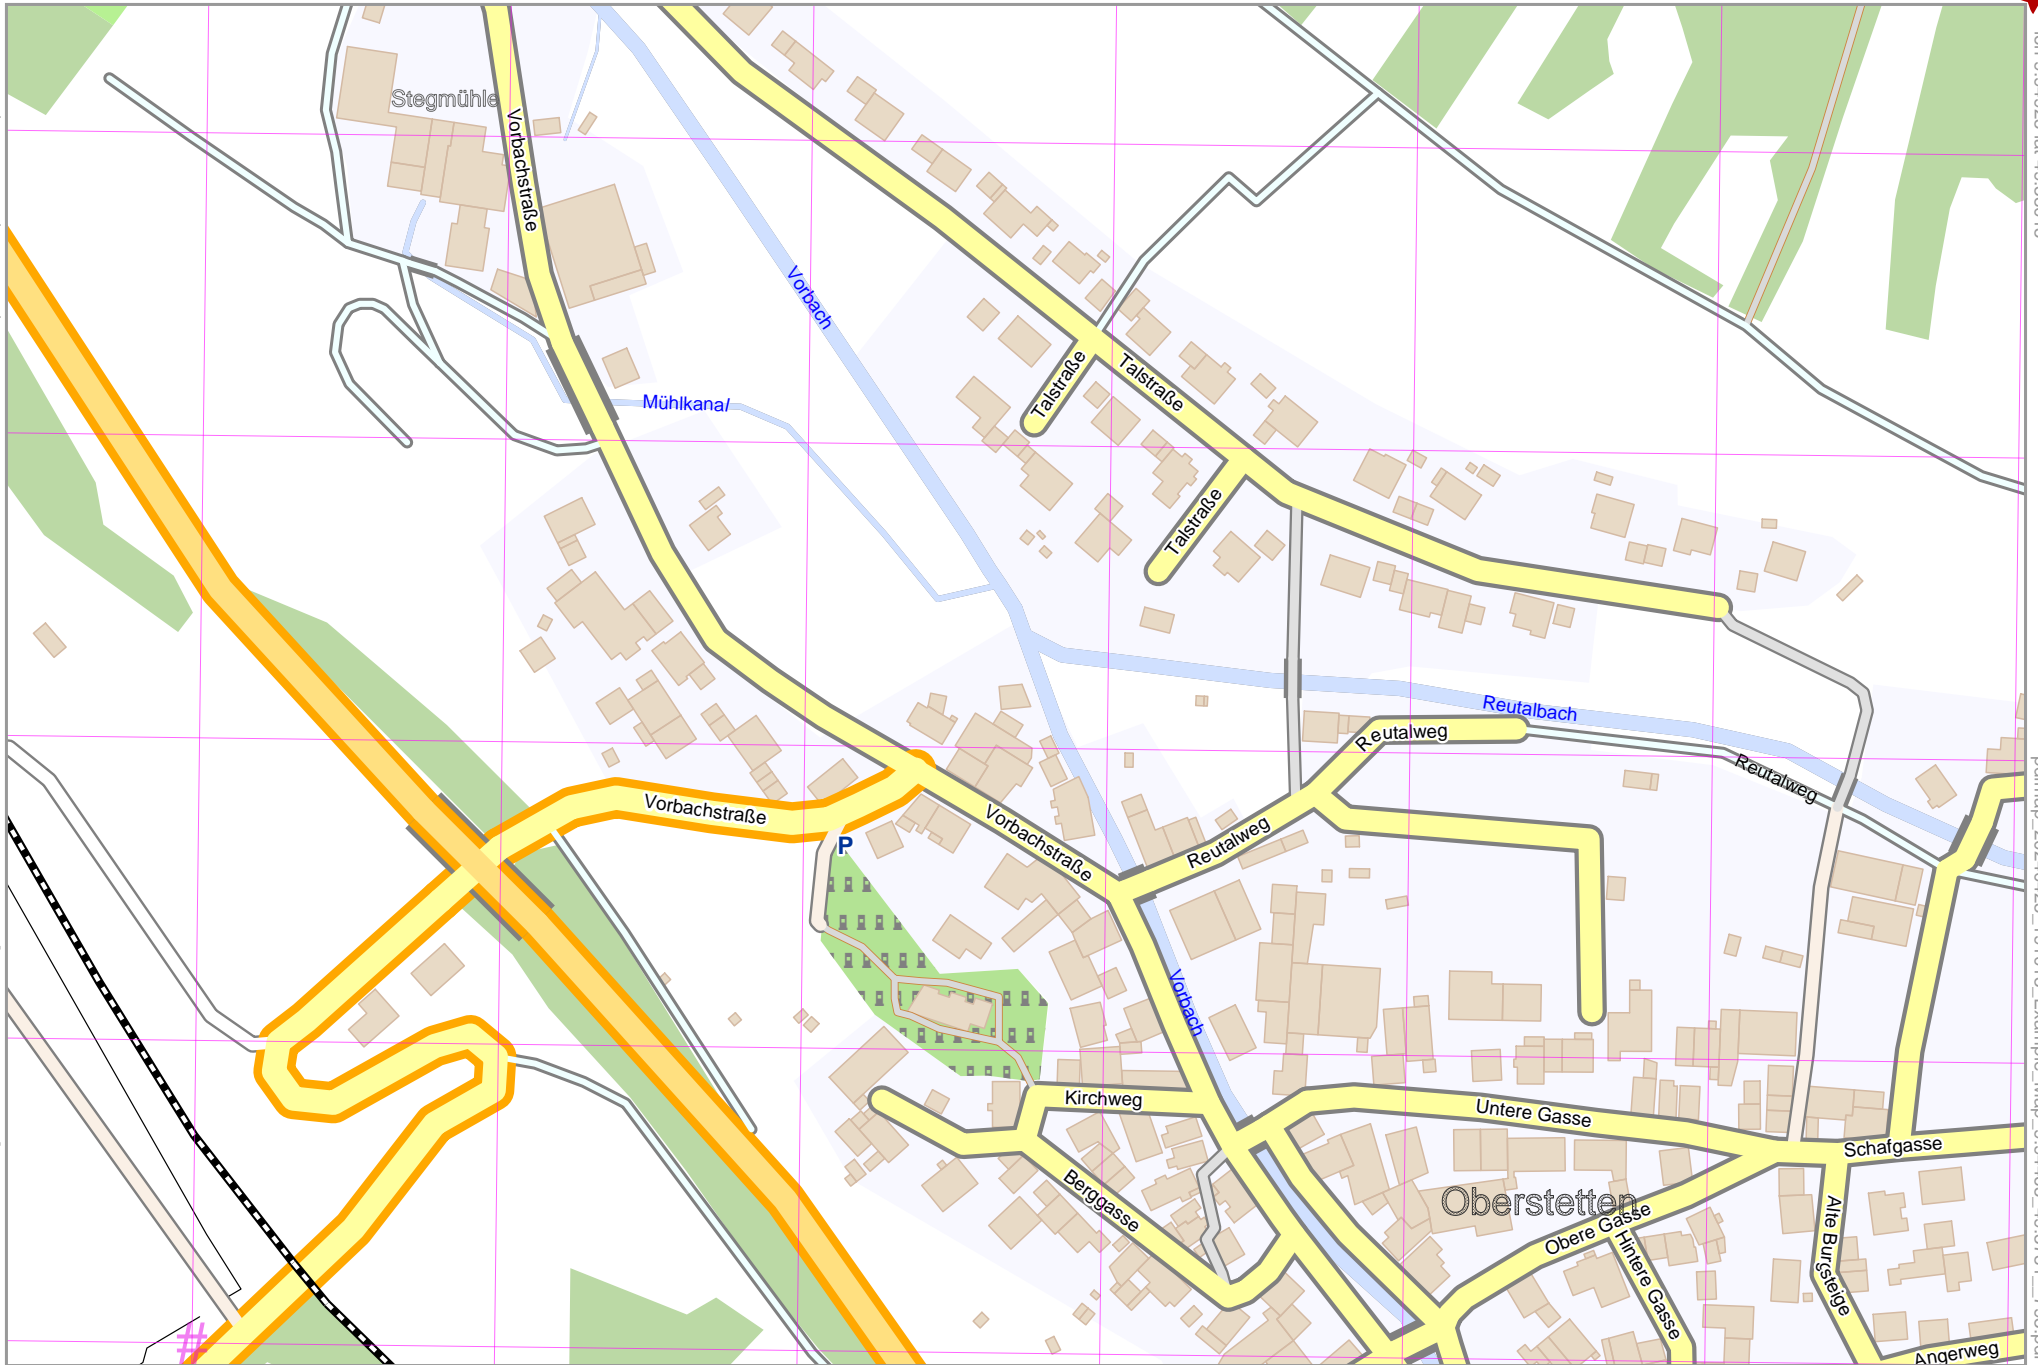 Stegmühle
Vorbachstraße
Vorbach
Mühlkanal
Talstraße
Talstraße
Talstraße
Reutalbach
Reutalweg
Reutalweg
Vorbachstraße
Vorbachstraße
P
Reutalweg
Vorbach
Kirchweg
Untere Gasse
Schafgasse
Berggasse
Oberstetten
Obere Gasse
Hintere Gasse
Alte Burgsteige
Angerweg